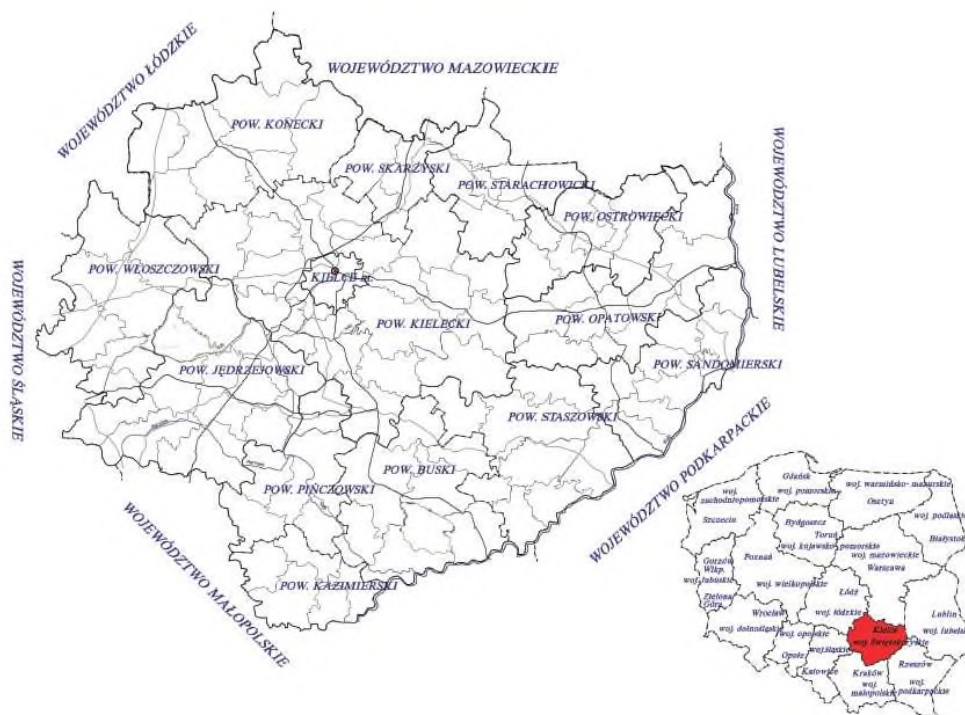 WOJEWÓDZTWO ŁÓDZKIE
WOJEWÓDZTWO MAZOWIECKIE
POW. KONECKI
POW. SKARŻYSKI
POW. STARACHOWICKI
POW. OSTROWIECKI
WOJEWÓDZTWO LUBELSKIE
WOJEWÓDZTWO ŚLĄSKIE
POW. WŁOSZCZOWSKI
KIELCE
POW. KIELECKI
POW. OPATOWSKI
POW. JĘDRZEJOWSKI
POW. SANDOMIERSKI
POW. STASZOWSKI
POW. BUSKI
POW. PIŃCZOWSKI
WOJEWÓDZTWO PODKARPACKIE
WOJEWÓDZTWO MAŁOPOLSKIE
POW. KAZIMIERSKI
Gdańsk
woj. pomorskie
woj. warmińsko- mazurskie
Olsztyn
woj.
zachodniopomorskie
Szczecin
woj. podlaskie
Białystok
Bydgoszcz
Toruń
woj. kujawsko- pomorskie
woj. mazowieckie
Warszawa
Gorzów
Wlkp.
woj. lubuskie
Zielona
Góra
Poznań
woj. wielkopolskie
Łódź
woj. łódzkie
Wrocław
woj. dolnośląskie
woj. opolskie
Opole
woj. śląskie
Katowice
Kielce
Lublin
Kraków
woj.
małopolskie
Rzeszów
woj.
podkarpackie